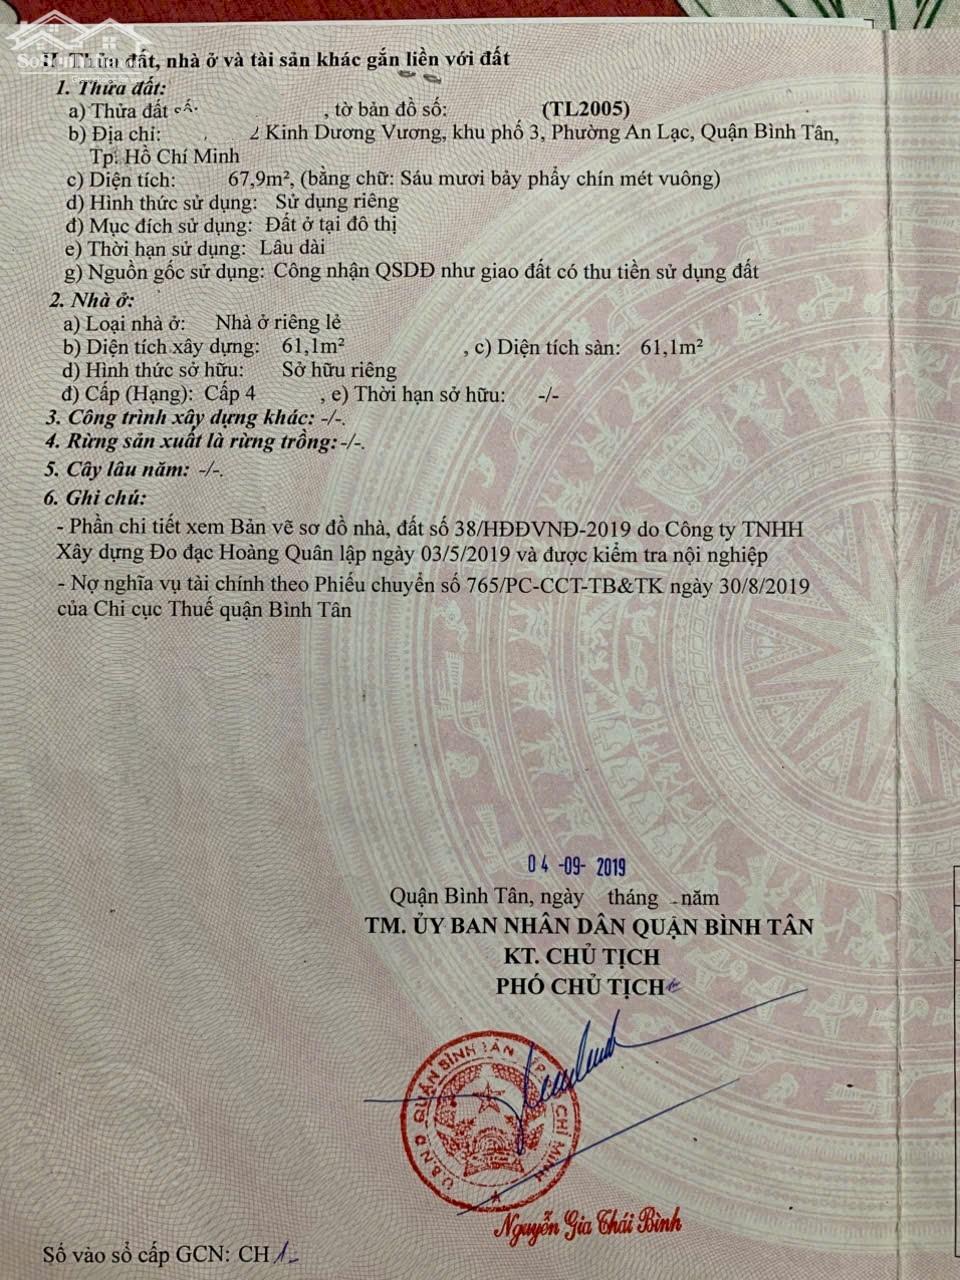 II. Thửa đất, nhà ở và tài sản khác gắn liền với đất
1. Thửa đất:
a) Thửa đất , tờ bản đồ số: (TL2005)
b) Địa chỉ: Kinh Dương Vương, khu phố 3, Phường An Lạc, Quận Bình Tân,
Tp. Hồ Chí Minh
c) Diện tích: 67,9m², (bằng chữ: Sáu mươi bảy phẩy chín mét vuông)
d) Hình thức sử dụng: Sử dụng riêng
đ) Mục đích sử dụng: Đất ở tại đô thị
e) Thời hạn sử dụng: Lâu dài
g) Nguồn gốc sử dụng: Công nhận QSDĐ như giao đất có thu tiền sử dụng đất
2. Nhà ở:
a) Loại nhà ở: Nhà ở riêng lẻ
b) Diện tích xây dựng: 61,1m² , c) Diện tích sàn: 61,1m²
d) Hình thức sở hữu: Sở hữu riêng
đ) Cấp (Hạng): Cấp 4 , e) Thời hạn sở hữu: -/-
3. Công trình xây dựng khác: -/-.
4. Rừng sản xuất là rừng trồng:-/-.
5. Cây lâu năm: -/-.
6. Ghi chú:
- Phần chi tiết xem Bản vẽ sơ đồ nhà, đất số 38/HĐĐVNĐ-2019 do Công ty TNHH
Xây dựng Đo đạc Hoàng Quân lập ngày 03/5/2019 và được kiểm tra nội nghiệp
- Nợ nghĩa vụ tài chính theo Phiếu chuyển số 765/PC-CCT-TB&TK ngày 30/8/2019
của Chi cục Thuế quận Bình Tân
04 -09- 2019
Quận Bình Tân, ngày tháng năm
TM. ỦY BAN NHÂN DÂN QUẬN BÌNH TÂN
KT. CHỦ TỊCH
PHÓ CHỦ TỊCH
U.B.N.D QUẬN BÌNH TÂN TP. HỒ CHÍ MINH
Nguyễn Gia Thái Bình
Số vào sổ cấp GCN: CH